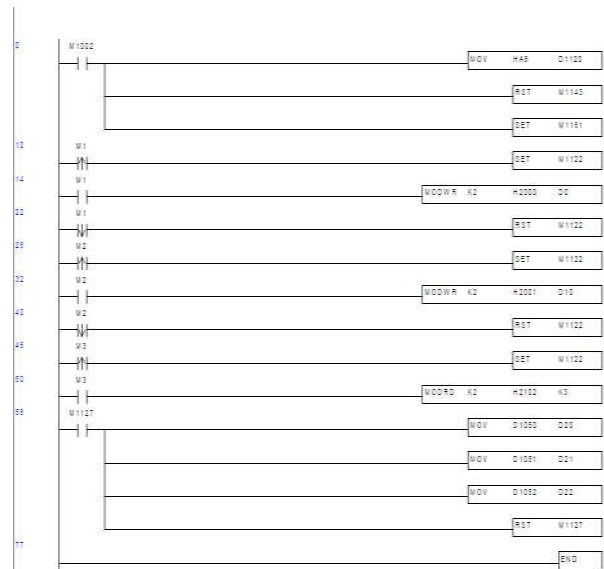 0
M1002
MOV HA6 D1120
RST M1143
SET M1161
13
M1
SET M1122
14
M1
MODWR K2 H2000 D0
22
M1
RST M1122
M2
SET M1122
32
M2
MODWR K2 H2001 D10
40
M2
RST M1122
45
M3
SET M1122
50
M3
MODRD K2 H2102 K3
58
M1127
MOV D1050 D20
MOV D1051 D21
MOV D1052 D22
RST M1127
77
END